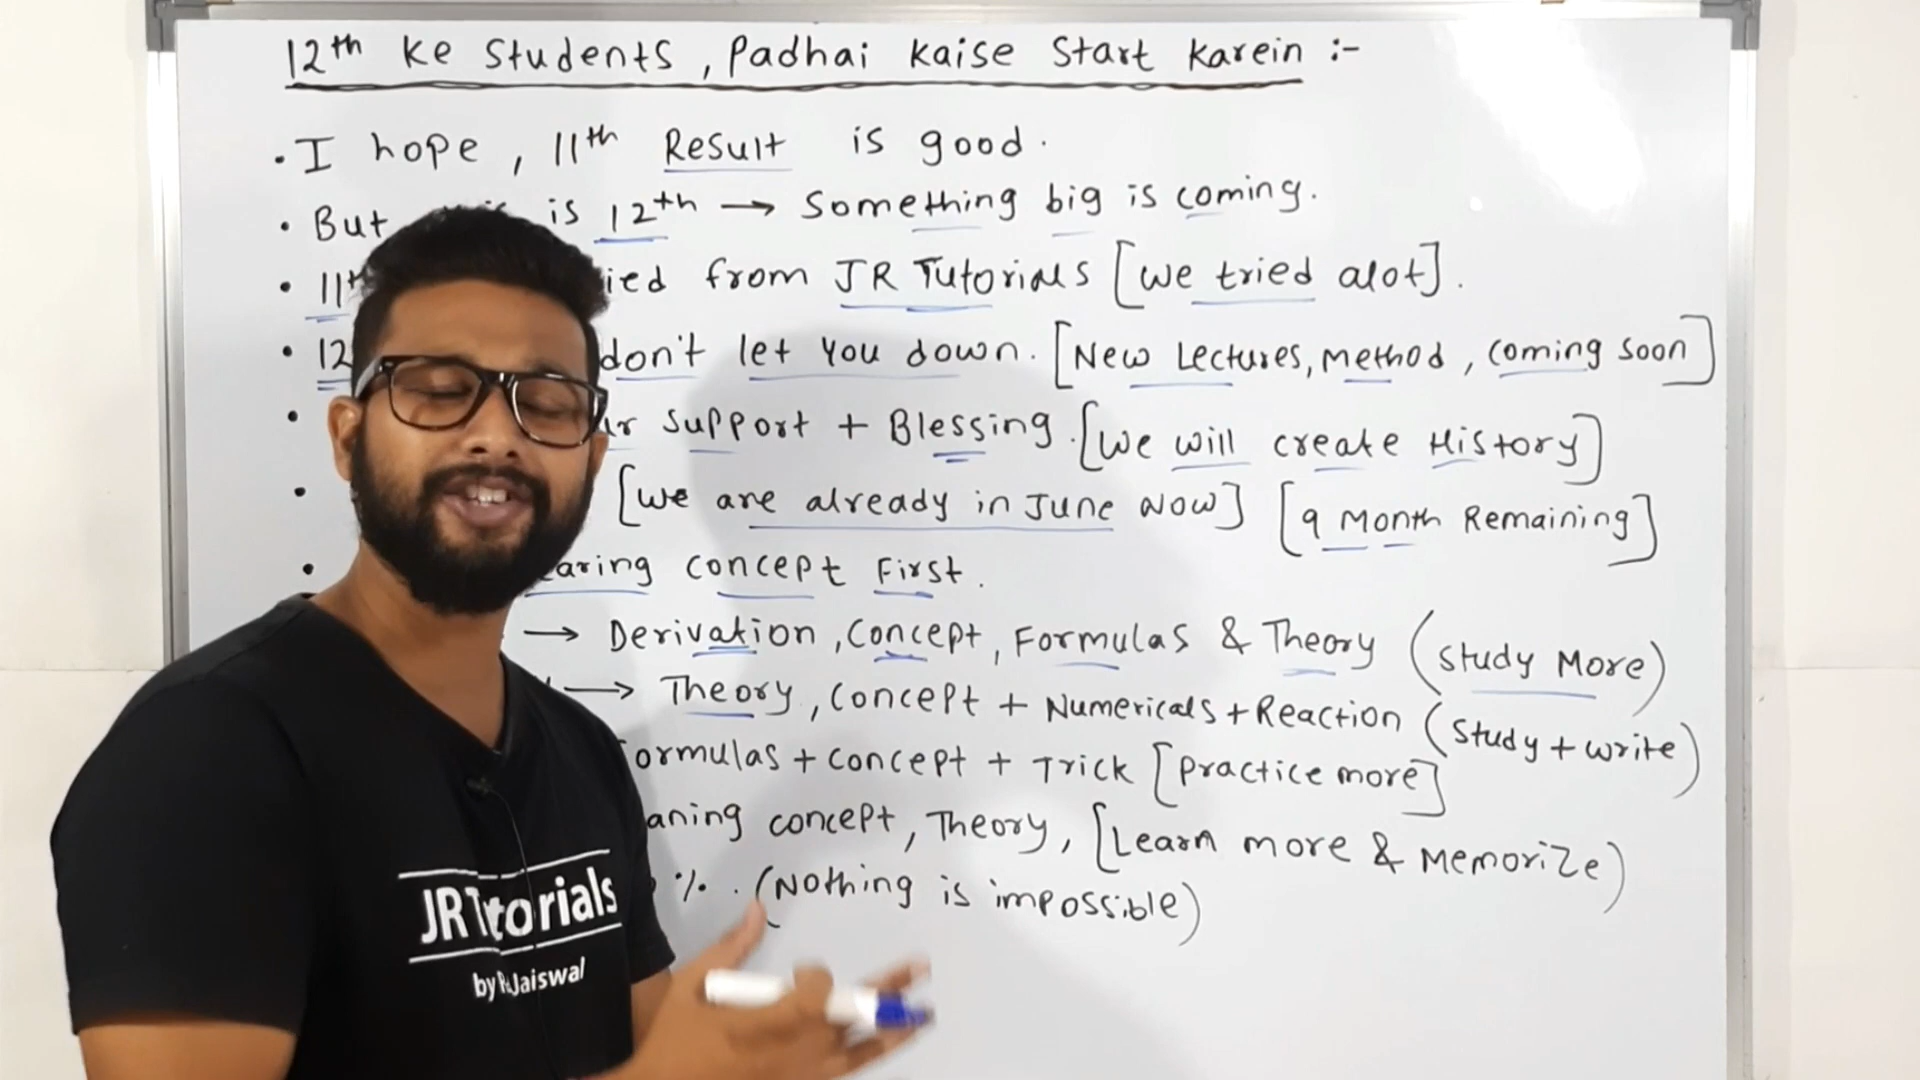 12th Ke Students, Padhai Kaise Start Karein :-
• I hope, 11th Result is good.
• But is 12th → Something big is coming.
• 11th from JR Tutorials [we tried alot].
• 12 don't let You down. [New Lectures, Method, coming soon]
• Support + Blessing. [we will create History]
• [we are already in June Now] [9 Month Remaining]
• concept First.
→ Derivation, Concept, Formulas & Theory (Study More)
→ Theory, Concept + Numericals + Reaction (Study + write)
ormulas + concept + Trick [Practice more]
concept, Theory, [Learn more & Memorize)
%. (Nothing is impossible)
JR Tutorials
by R Jaiswal